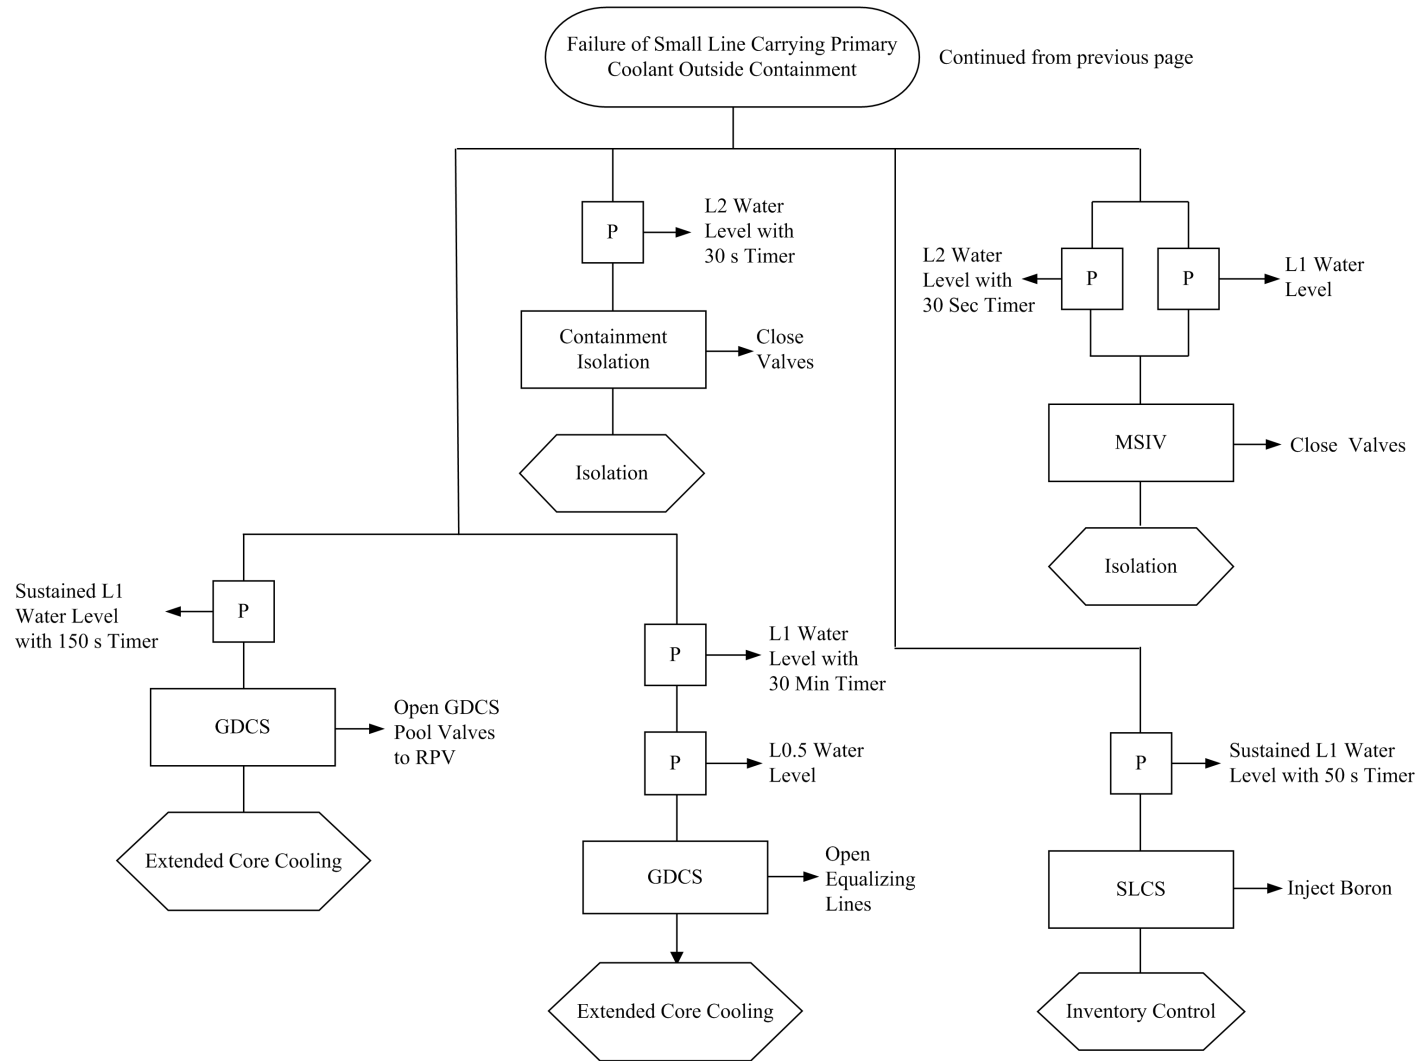 Failure of Small Line Carrying Primary
Coolant Outside Containment
Continued from previous page
P
L2 Water
Level with
30 s Timer
Containment
Isolation
Close
Valves
Isolation
L2 Water
Level with
30 Sec Timer
P
P
L1 Water
Level
MSIV
Close Valves
Isolation
Sustained L1
Water Level
with 150 s Timer
P
GDCS
Open GDCS
Pool Valves
to RPV
Extended Core Cooling
P
L1 Water
Level with
30 Min Timer
P
L0.5 Water
Level
GDCS
Open
Equalizing
Lines
Extended Core Cooling
P
Sustained L1 Water
Level with 50 s Timer
SLCS
Inject Boron
Inventory Control